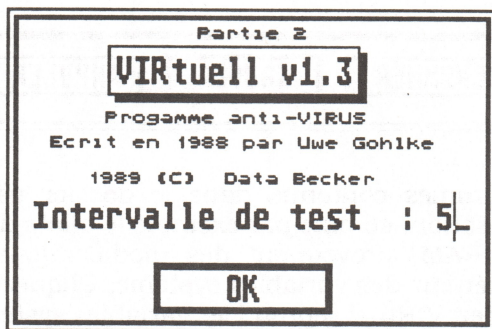 Partie 2
VIRtuell v1.3
Progamme anti-VIRUS
Ecrit en 1988 par Uwe Gohlke
1989 (C) Data Becker
Intervalle de test : 5_
OK